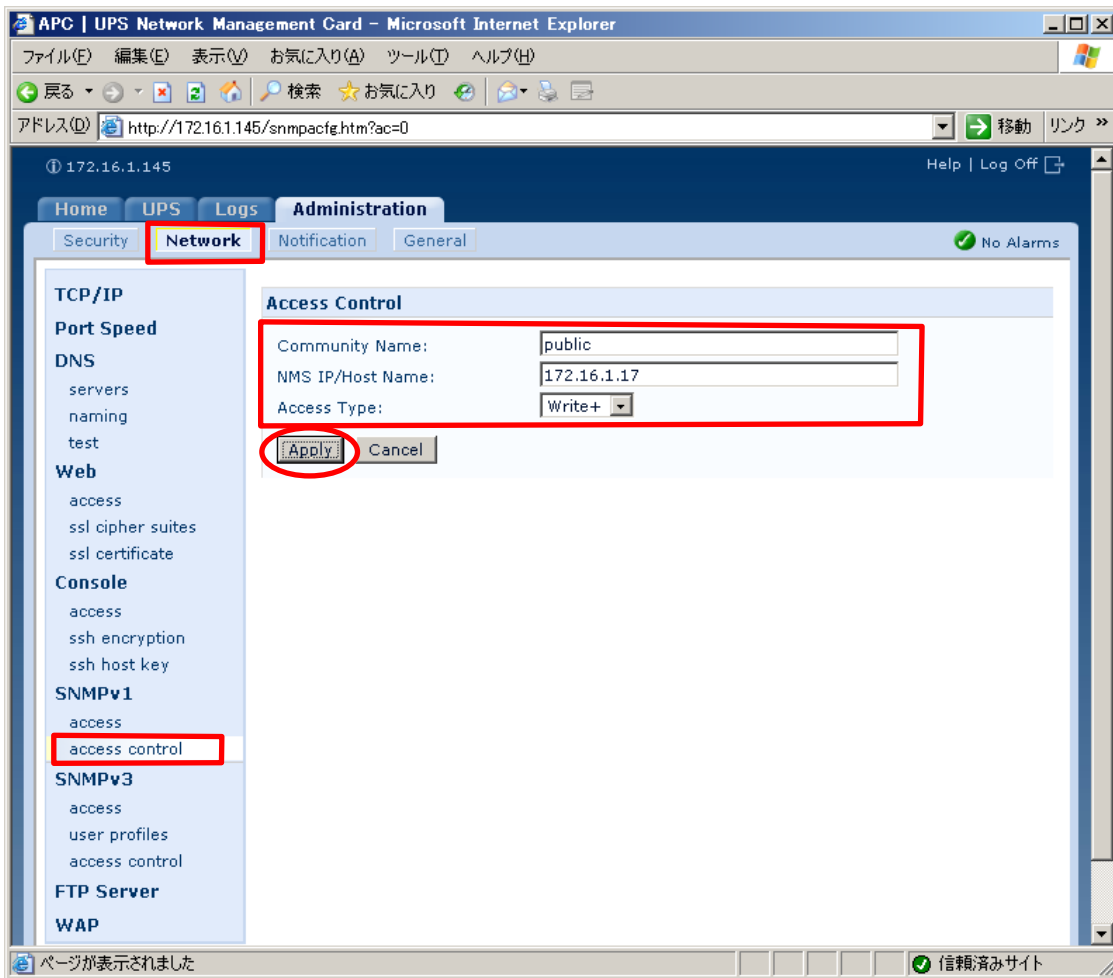 APC | UPS Network Management Card - Microsoft Internet Explorer
ファイル(F) 編集(E) 表示(V) お気に入り(A) ツール(T) ヘルプ(H)
戻る 検索 お気に入り
アドレス(D) http://172.16.1.145/snmpacfg.htm?ac=0 移動 リンク »
172.16.1.145 Help | Log Off
Home UPS Logs Administration
Security Network Notification General No Alarms
TCP/IP
Port Speed
DNS
servers
naming
test
Web
access
ssl cipher suites
ssl certificate
Console
access
ssh encryption
ssh host key
SNMPv1
access
access control
SNMPv3
access
user profiles
access control
FTP Server
WAP
Access Control
Community Name: public
NMS IP/Host Name: 172.16.1.17
Access Type: Write+
Apply Cancel
ページが表示されました 信頼済みサイト